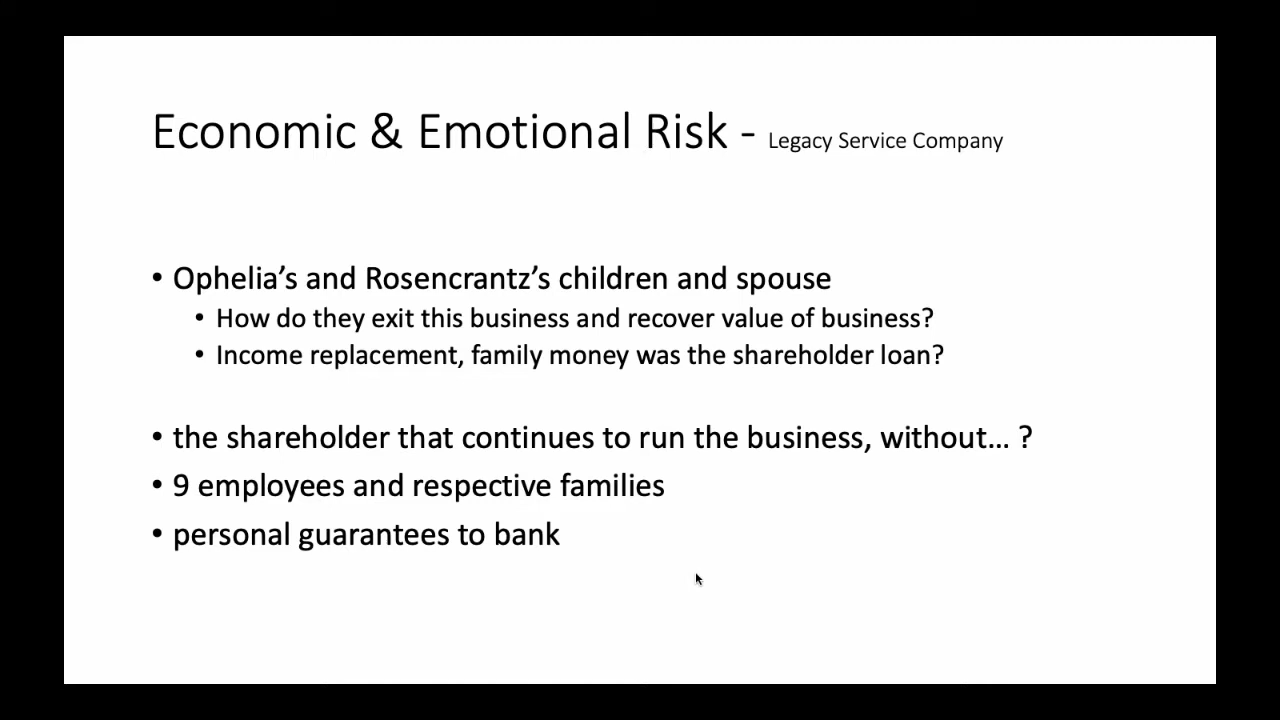 Economic & Emotional Risk - Legacy Service Company
• Ophelia’s and Rosencrantz’s children and spouse
• How do they exit this business and recover value of business?
• Income replacement, family money was the shareholder loan?
• the shareholder that continues to run the business, without... ?
• 9 employees and respective families
• personal guarantees to bank